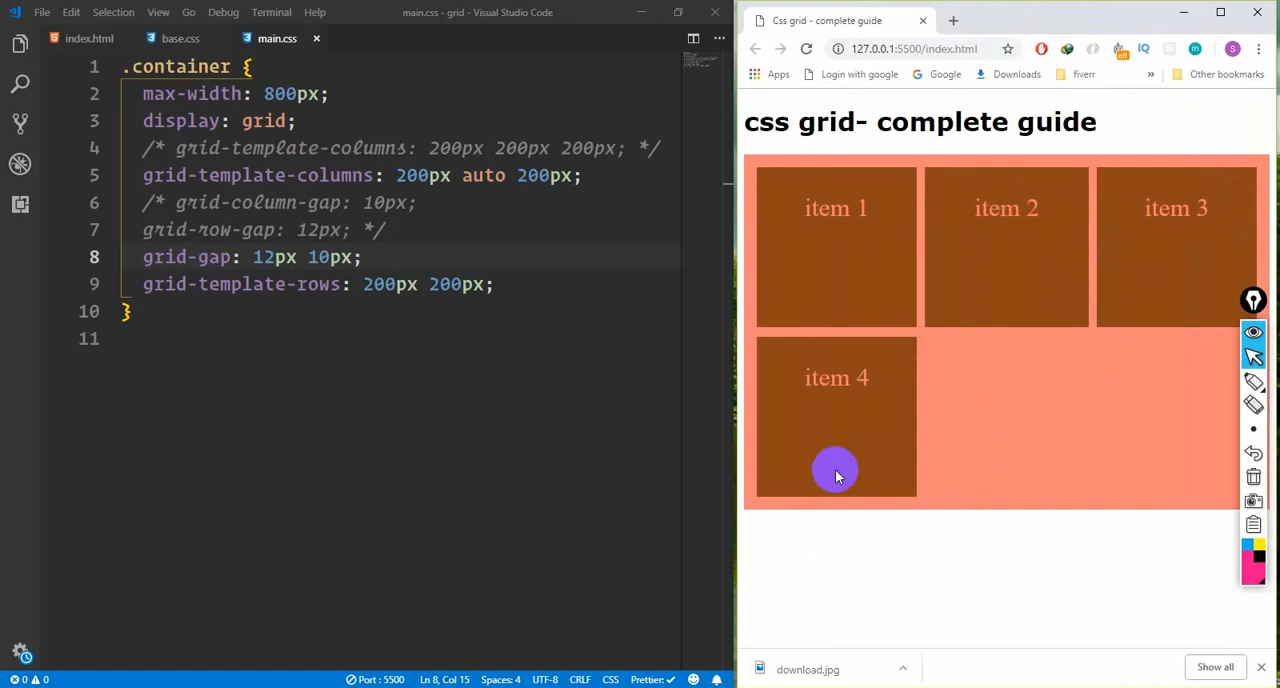 File Edit Selection View Go Debug Terminal Help main.css - grid - Visual Studio Code
index.html base.css main.css
1 .container {
2 max-width: 800px;
3 display: grid;
4 /* grid-template-columns: 200px 200px 200px; */
5 grid-template-columns: 200px auto 200px;
6 /* grid-column-gap: 10px;
7 grid-row-gap: 12px; */
8 grid-gap: 12px 10px;
9 grid-template-rows: 200px 200px;
10 }
11
0 0 Port : 5500 Ln 8, Col 15 Spaces: 4 UTF-8 CRLF CSS Prettier: ✓
Css grid - complete guide
127.0.0.1:5500/index.html
off IQ m S
Apps Login with google Google Downloads fiverr » Other bookmarks
css grid- complete guide
item 1 item 2 item 3
item 4
download.jpg Show all